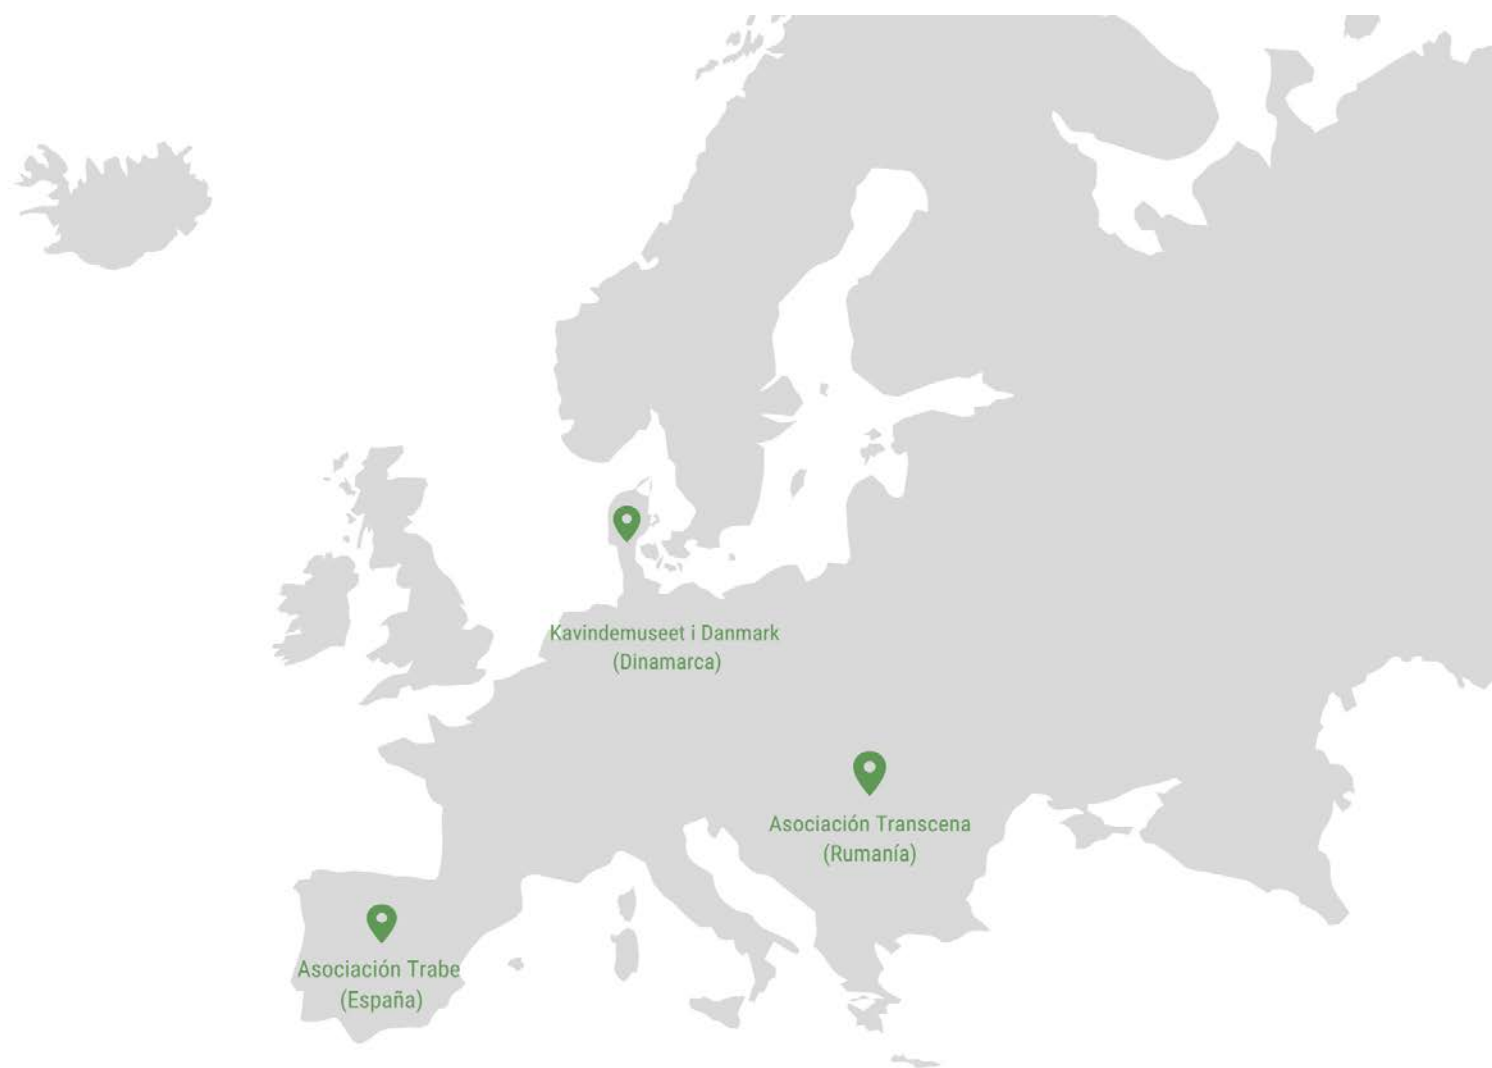 Kavindemuseet i Danmark
(Dinamarca)
Asociación Transcena
(Rumanía)
Asociación Trabe
(España)